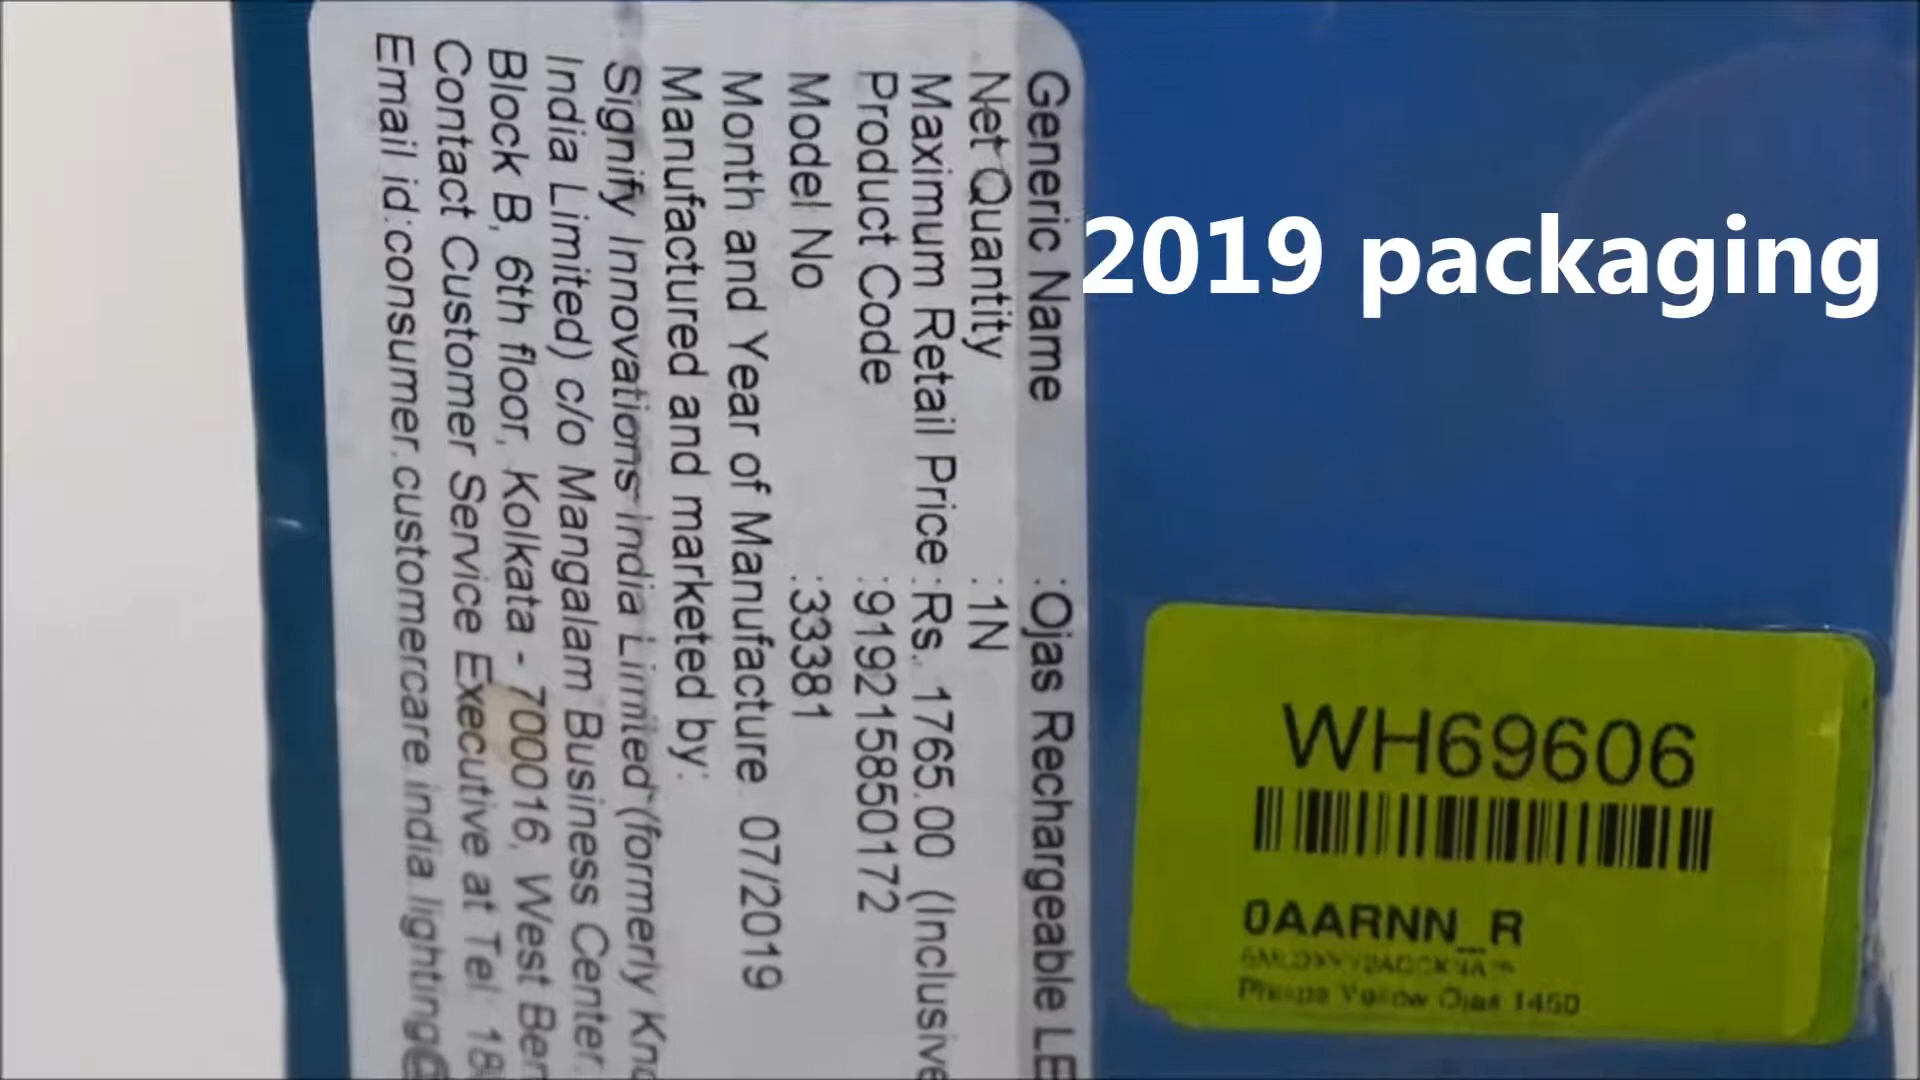 2019 packaging
Generic Name :Ojas Rechargeable LE
Net Quantity :1N
Maximum Retail Price :Rs. 1765.00 (Inclusive
Product Code :919215850172
Model No :33381
Month and Year of Manufacture 07/2019
Manufactured and marketed by:
Signify Innovations India Limited (formerly Kno
India Limited) c/o Mangalam Business Center.
Block B, 6th floor, Kolkata - 700016, West Ben
Contact Customer Service Executive at Tel: 18
Email id:consumer.customercare.india.lighting@
WH69606
0AARNN_R
Yellow Ojas 1450